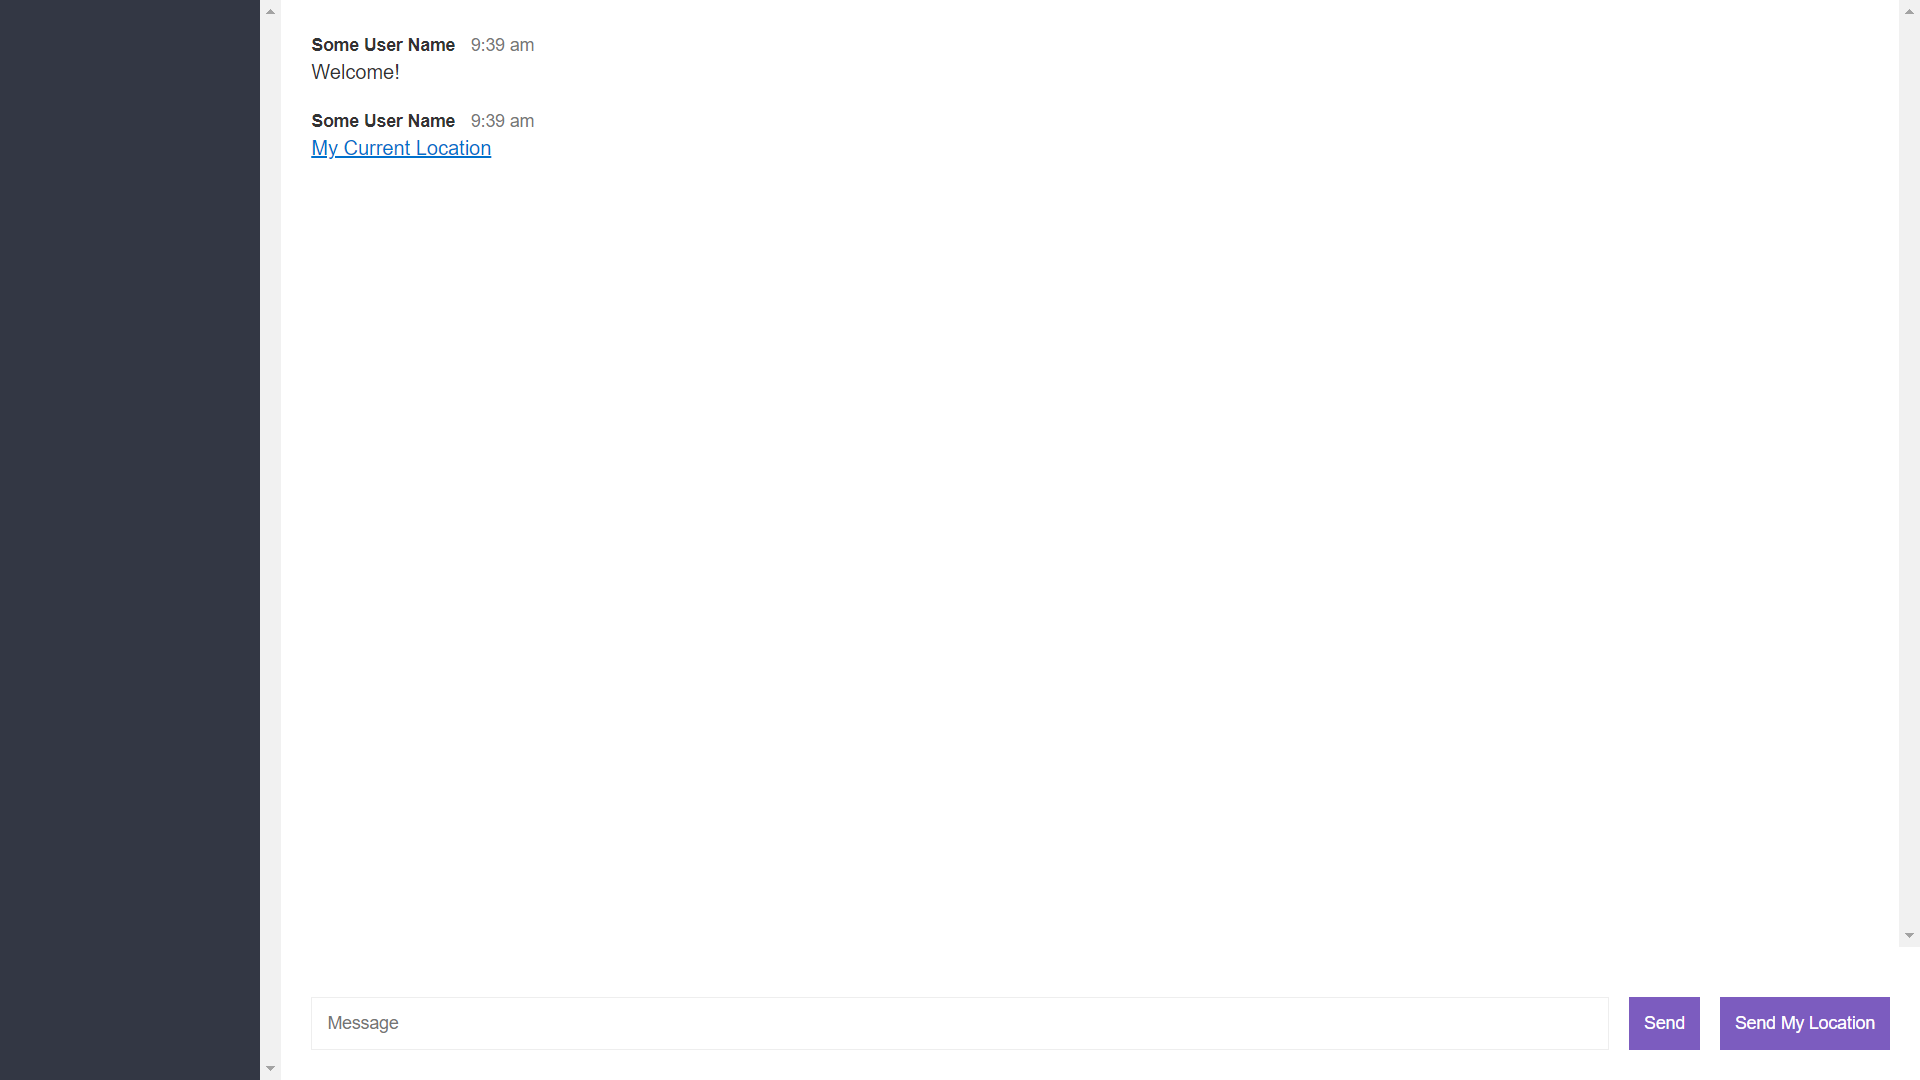 Some User Name 9:39 am
Welcome!
Some User Name 9:39 am
My Current Location
Message
Send
Send My Location